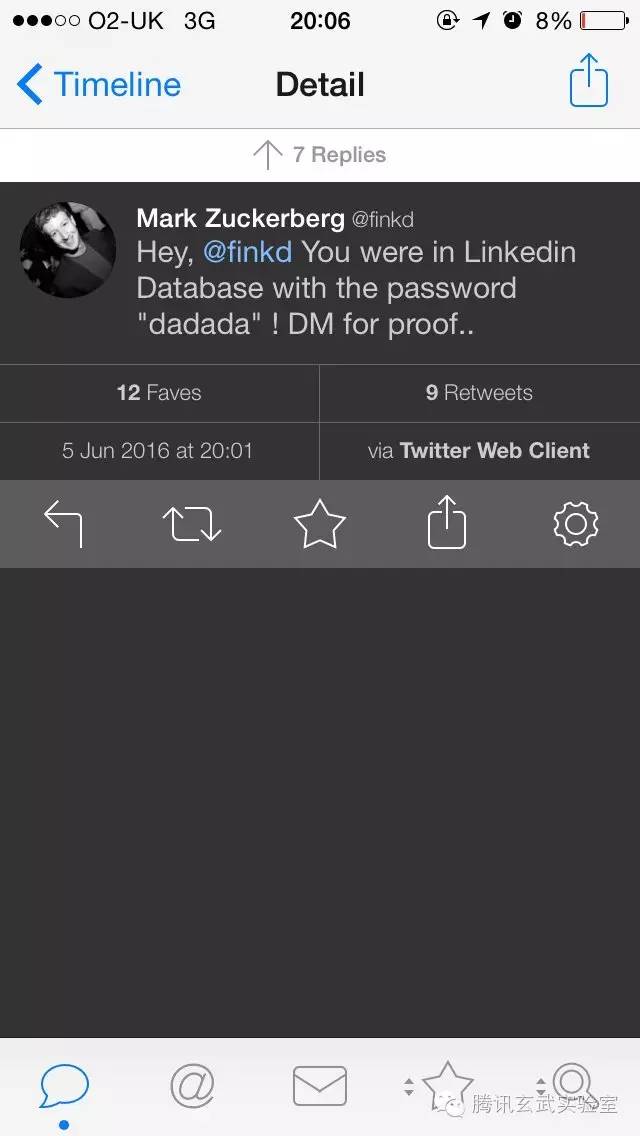 O2-UK 3G 20:06 8%
Timeline Detail
7 Replies
Mark Zuckerberg @finkd
Hey, @finkd You were in Linkedin
Database with the password
"dadada" ! DM for proof..
12 Faves 9 Retweets
5 Jun 2016 at 20:01 via Twitter Web Client
@
腾讯玄武实验室